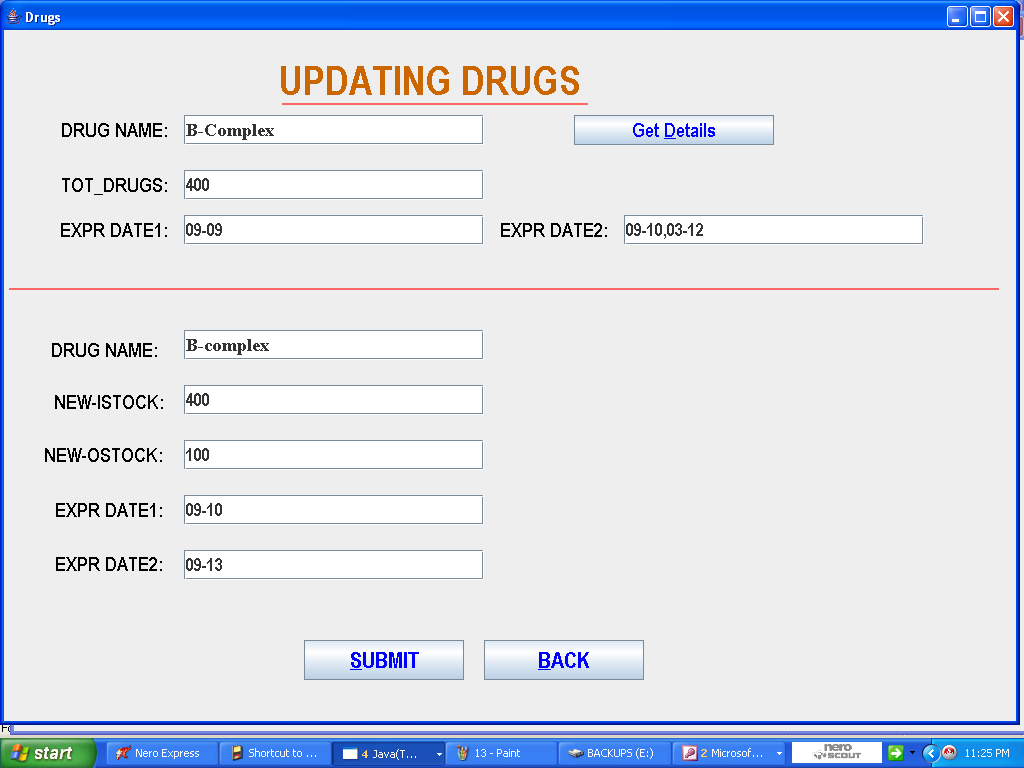 Drugs
UPDATING DRUGS
DRUG NAME: B-Complex Get Details
TOT_DRUGS: 400
EXPR DATE1: 09-09 EXPR DATE2: 09-10,03-12
DRUG NAME: B-complex
NEW-ISTOCK: 400
NEW-OSTOCK: 100
EXPR DATE1: 09-10
EXPR DATE2: 09-13
SUBMIT BACK
start Nero Express Shortcut to ... 4 Java(T... 13 - Paint BACKUPS (E:) 2 Microsof... nero SCOUT 11:25 PM